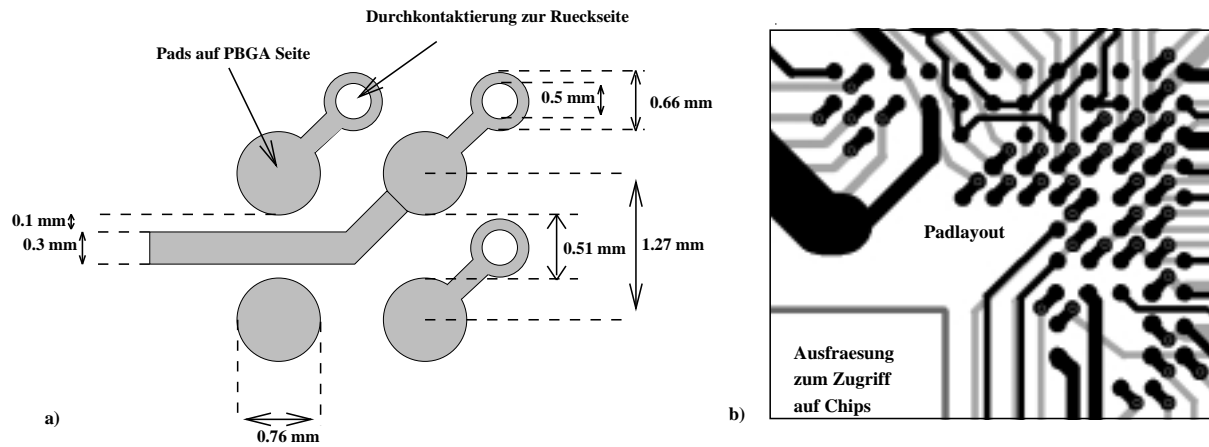 Durchkontaktierung zur Rueckseite
Pads auf PBGA Seite
0.5 mm
0.66 mm
0.1 mm
0.3 mm
0.51 mm
1.27 mm
0.76 mm
a)
Padlayout
Ausfraesung
zum Zugriff
auf Chips
b)